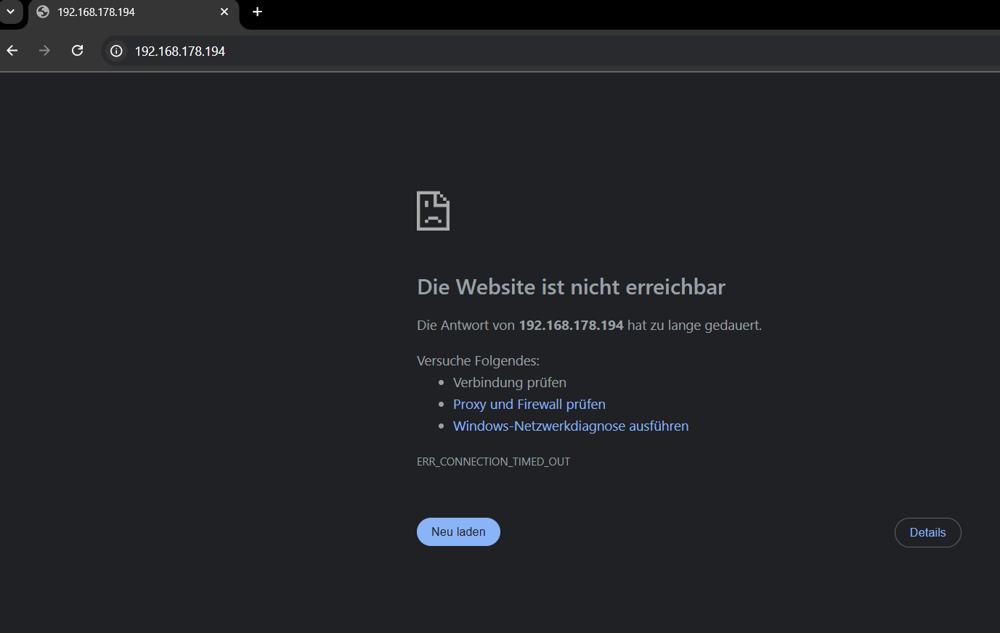 192.168.178.194
192.168.178.194
Die Website ist nicht erreichbar
Die Antwort von 192.168.178.194 hat zu lange gedauert.
Versuche Folgendes:
Verbindung prüfen
Proxy und Firewall prüfen
Windows-Netzwerkdiagnose ausführen
ERR_CONNECTION_TIMED_OUT
Neu laden
Details